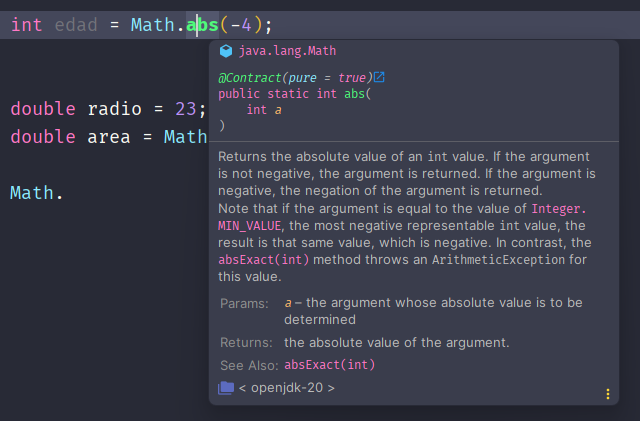 int edad = Math.abs(-4);
java.lang.Math
@Contract(pure = true)
public static int abs(
int a
)
double radio = 23;
double area = Math
Returns the absolute value of an int value. If the argument
is not negative, the argument is returned. If the argument is
negative, the negation of the argument is returned.
Math.
Note that if the argument is equal to the value of Integer.
MIN_VALUE, the most negative representable int value, the
result is that same value, which is negative. In contrast, the
absExact(int) method throws an ArithmeticException for
this value.
Params: a – the argument whose absolute value is to be
determined
Returns: the absolute value of the argument.
See Also: absExact(int)
< openjdk-20 >